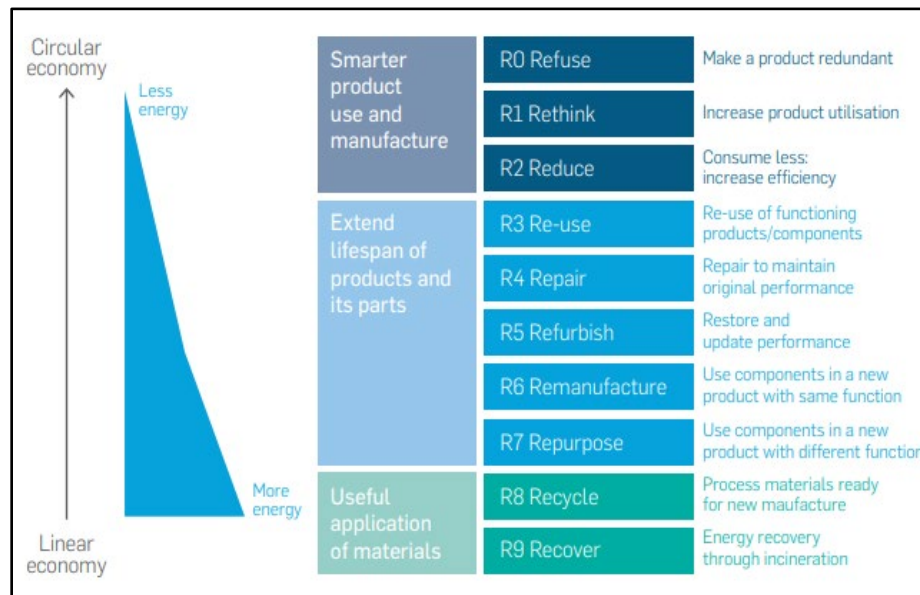 Circular
economy
Less
energy
More
energy
Linear
economy
Smarter
product
use and
manufacture
R0 Refuse
Make a product redundant
R1 Rethink
Increase product utilisation
R2 Reduce
Consume less:
increase efficiency
Extend
lifespan of
products and
its parts
R3 Re-use
Re-use of functioning
products/components
R4 Repair
Repair to maintain
original performance
R5 Refurbish
Restore and
update performance
R6 Remanufacture
Use components in a new
product with same function
R7 Repurpose
Use components in a new
product with different function
Useful
application
of materials
R8 Recycle
Process materials ready
for new maufacture
R9 Recover
Energy recovery
through incineration